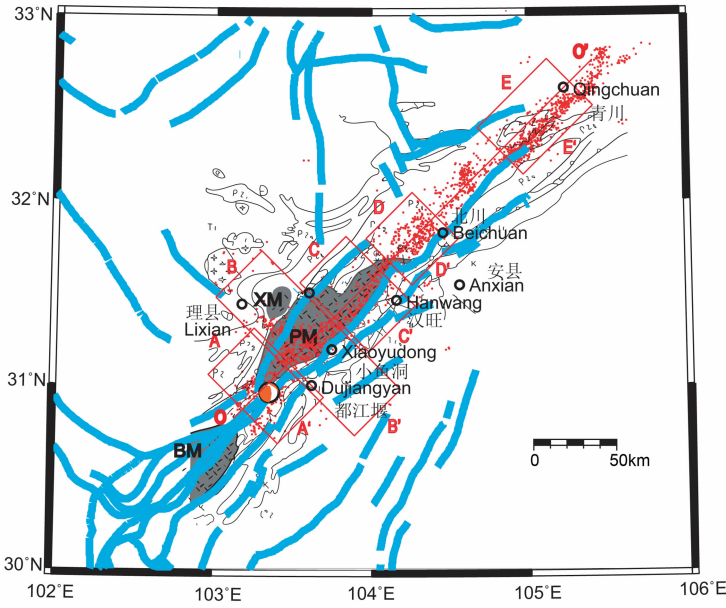 33°N
O'
E
Qingchuan
青川
E'
32°N
D
北川
Beichuan
T₁
C
B
D'
安县
Anxian
XM
Hanwang
汉旺
理县
Lixian
PM
C'
A
Xiaoyudong
小鱼洞
31°N
Dujiangyan
都江堰
O
A'
B'
BM
0
50km
30°N
102°E
103°E
104°E
105°E
106°E